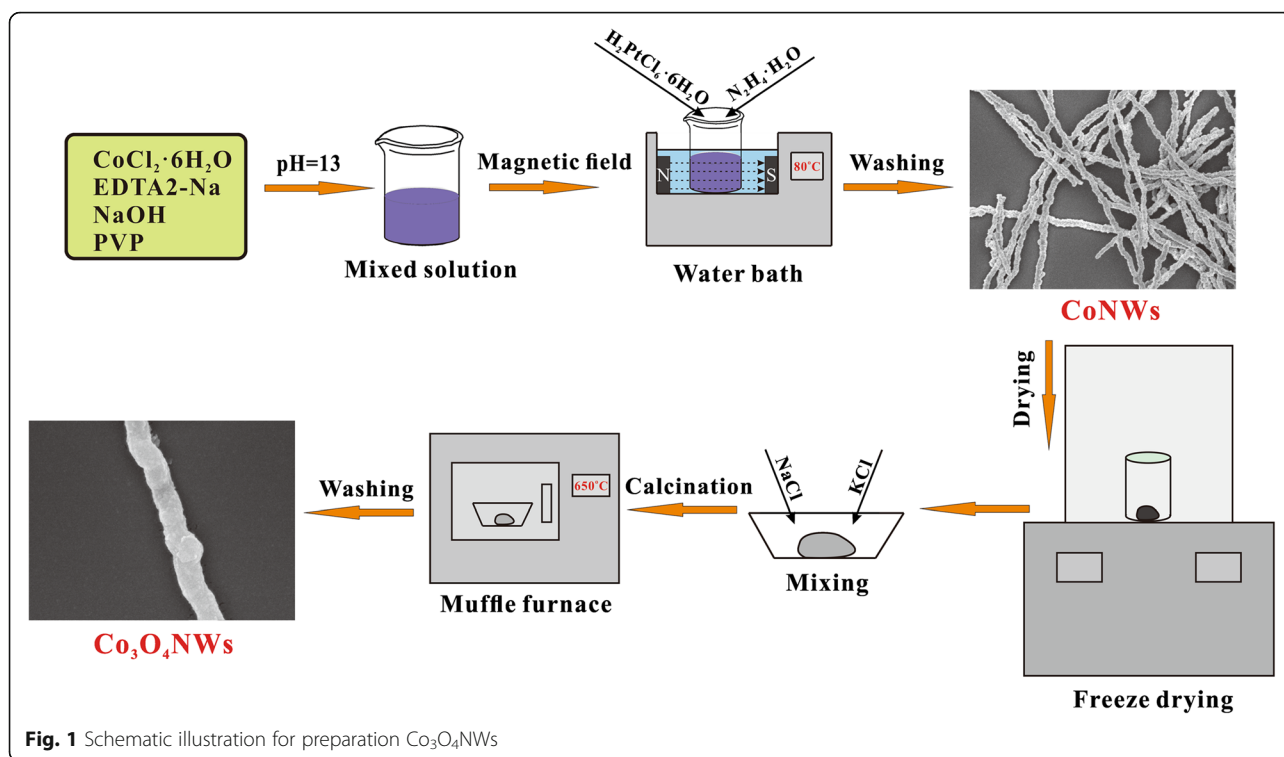 CoCl₂·6H₂O
EDTA2-Na
NaOH
PVP
pH=13
Mixed solution
Magnetic field
H₂PtCl₆·6H₂O
N₂H₄·H₂O
N
S
80°C
Water bath
Washing
CoNWs
Drying
Freeze drying
NaCl
KCl
Mixing
Calcination
650°C
Muffle furnace
Washing
Co₃O₄NWs
Fig. 1 Schematic illustration for preparation Co₃O₄NWs